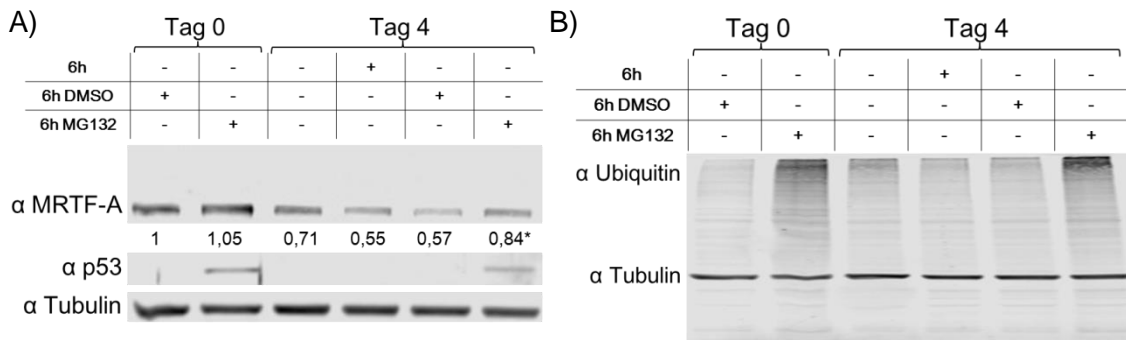 A)
Tag 0 Tag 4
6h - - - + - -
6h DMSO + - - - + -
6h MG132 - + - - - +
α MRTF-A
1 1,05 0,71 0,55 0,57 0,84*
α p53
α Tubulin
B)
Tag 0 Tag 4
6h - - - + - -
6h DMSO + - - - + -
6h MG132 - + - - - +
α Ubiquitin
α Tubulin